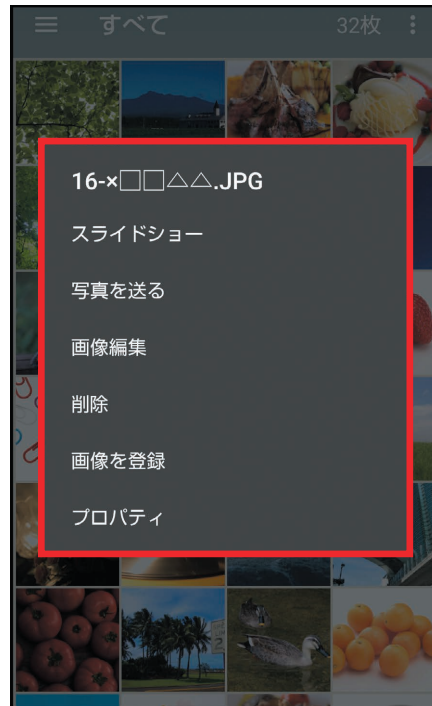 すべて 32枚
16-×□□△△.JPG
スライドショー
写真を送る
画像編集
削除
画像を登録
プロパティ